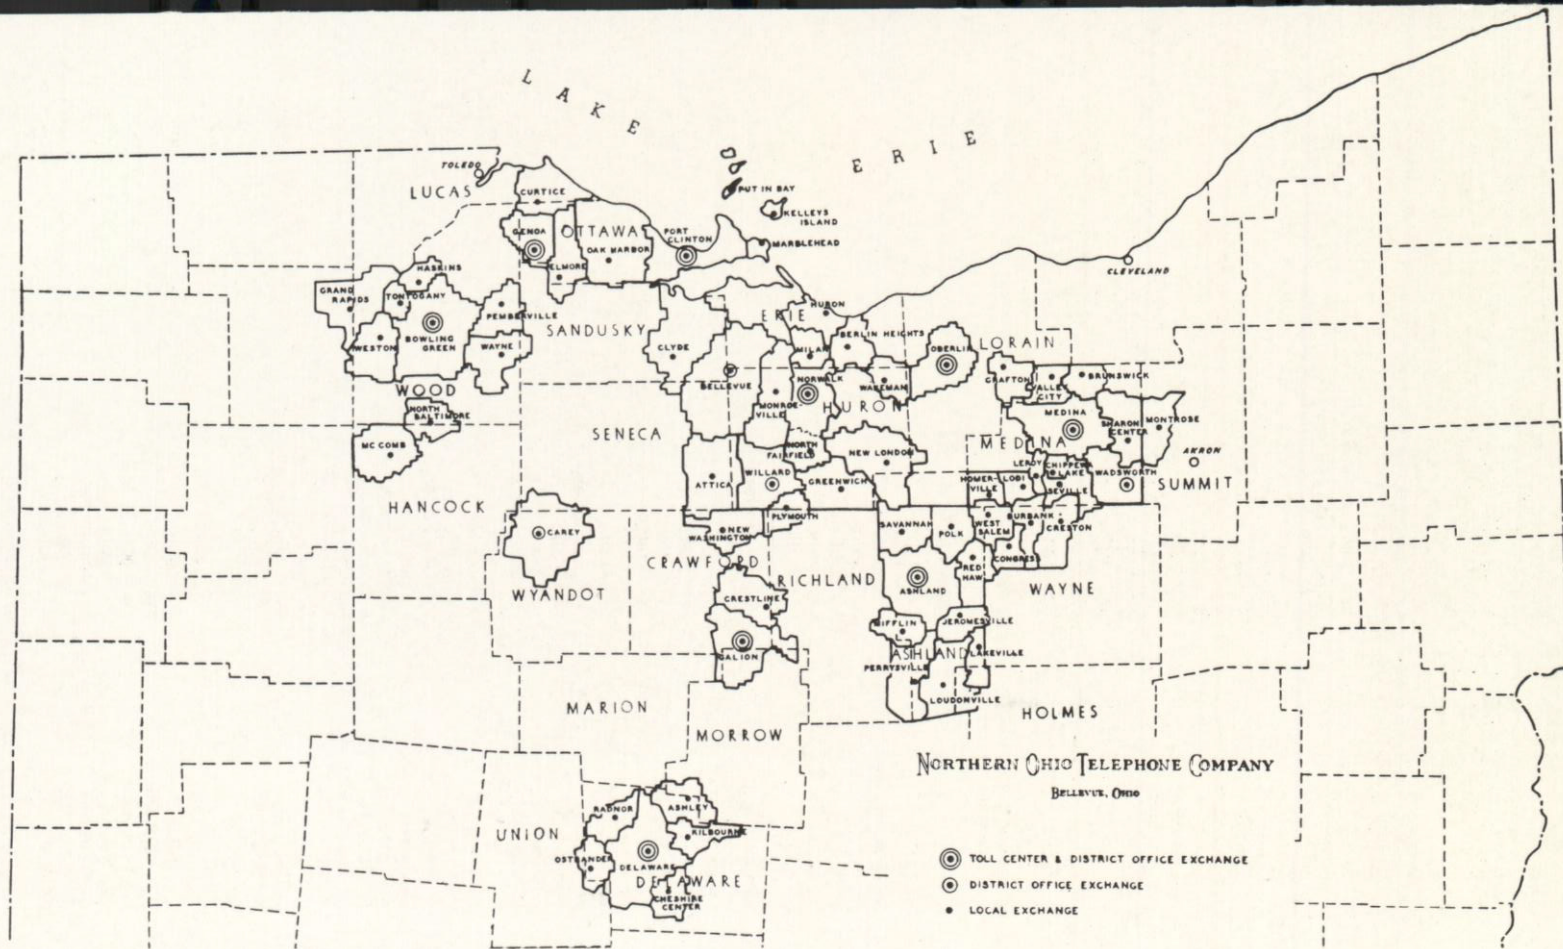 LAKE
ERIE
TOLEDO
LUCAS
CURTICE
PUT IN BAY
KELLEYS
ISLAND
GENOA
OTTAWA
PORT
CLINTON
MARBLEHEAD
OAK HARBOR
ELMORE
CLEVELAND
HASKINS
GRAND
RAPIDS
TONTOGANY
PEMBERVILLE
BOWLING
GREEN
WESTON
WAYNE
WOOD
SANDUSKY
CLYDE
ERIE
HURON
BERLIN HEIGHTS
MILAN
OBERLIN
LORAIN
BELLEVUE
NORWALK
WAKEMAN
GRAFTON
VALLEY
CITY
BRUNSWICK
MONROE-
VILLE
HURON
NORTH
BALTIMORE
MC COMB
SENECA
NORTH
FAIRFIELD
NEW LONDON
MEDINA
MEDINA
SHARON
CENTER
MONTROSE
AKRON
SUMMIT
ATTICA
WILLARD
GREENWICH
HOMER-
VILLE
LODI
LEROY
CHIPPEWA
LAKE
SEVILLE
WADSWORTH
HANCOCK
CAREY
PLYMOUTH
NEW
WASHINGTON
SAVANNAH
POLK
WEST
SALEM
BURBANK
CRESTON
CONGRESS
RED
HAW
CRAWFORD
WYANDOT
RICHLAND
WAYNE
CRESTLINE
ASHLAND
MIFFLIN
JEROMESVILLE
GALION
ASHLAND
LAKEVILLE
PERRYSVILLE
LOUDONVILLE
MARION
MORROW
HOLMES
NORTHERN OHIO TELEPHONE COMPANY
BELLEVUE, OHIO
RADNOR
ASHLEY
UNION
KILBOURNE
OSTRANDER
DELAWARE
DELAWARE
CHESHIRE
CENTER
TOLL CENTER & DISTRICT OFFICE EXCHANGE
DISTRICT OFFICE EXCHANGE
LOCAL EXCHANGE